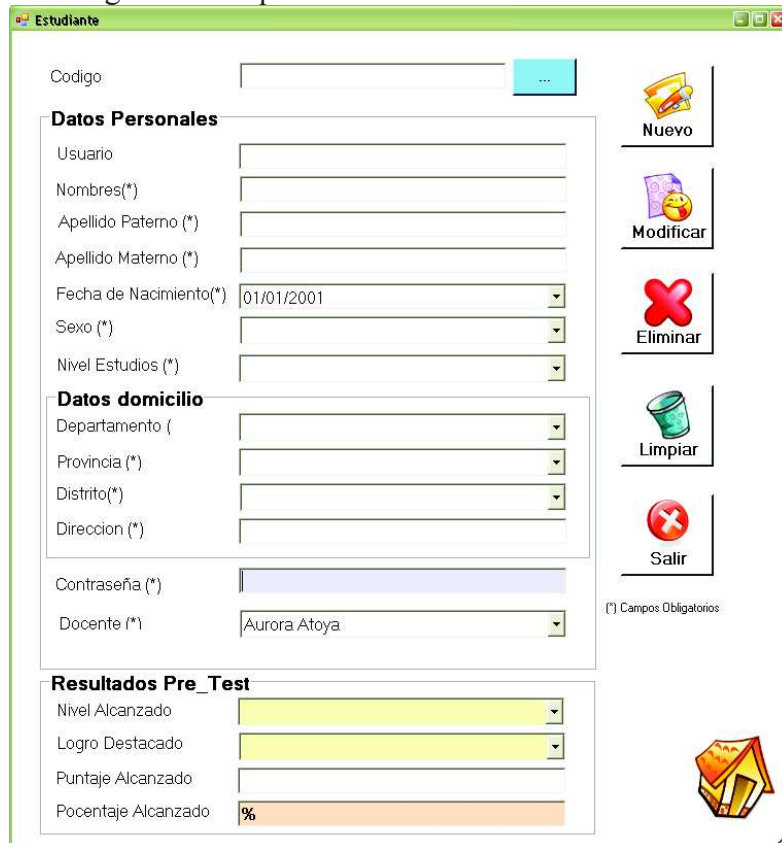 Estudiante
Codigo
...
Datos Personales
Usuario
Nombres(*)
Apellido Paterno (*)
Apellido Materno (*)
Fecha de Nacimiento(*) 01/01/2001
Sexo (*)
Nivel Estudios (*)
Datos domicilio
Departamento (
Provincia (*)
Distrito(*)
Direccion (*)
Contraseña (*)
Docente (*) Aurora Atoya
Resultados Pre_Test
Nivel Alcanzado
Logro Destacado
Puntaje Alcanzado
Pocentaje Alcanzado %
Nuevo
Modificar
Eliminar
Limpiar
Salir
(*) Campos Obligatorios